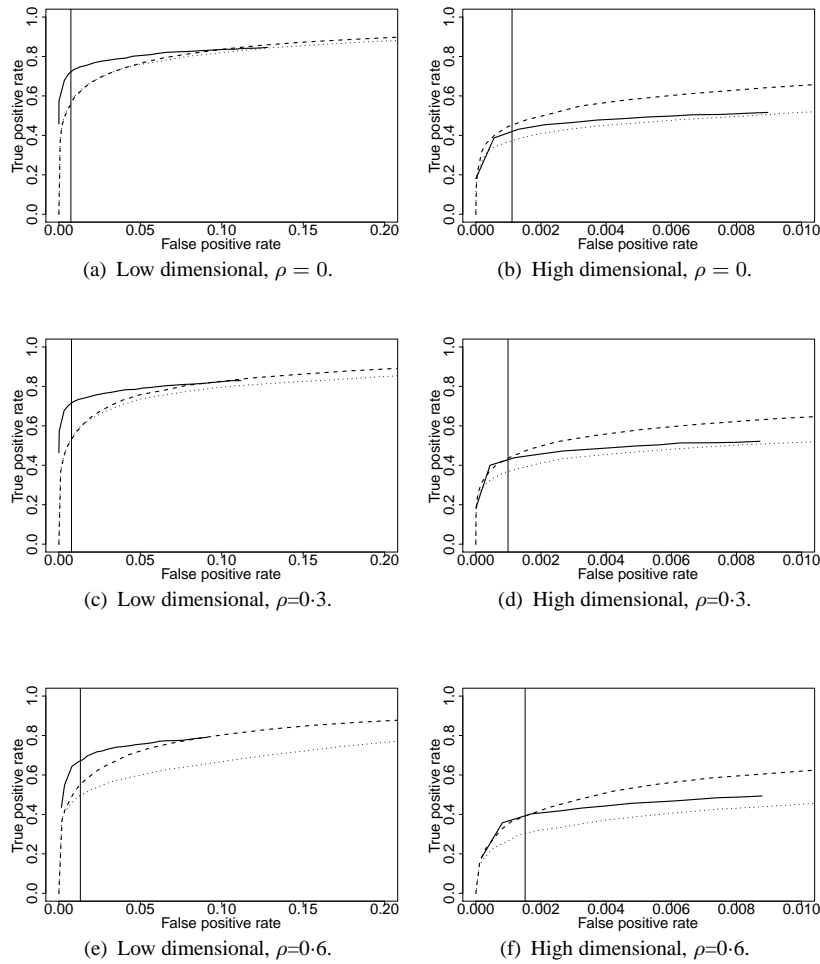 True positive rate
0.0 0.2 0.4 0.6 0.8 1.0
0.00 0.05 0.10 0.15 0.20
False positive rate
(a) Low dimensional, ρ = 0.
True positive rate
0.0 0.2 0.4 0.6 0.8 1.0
0.000 0.002 0.004 0.006 0.008 0.010
False positive rate
(b) High dimensional, ρ = 0.
True positive rate
0.0 0.2 0.4 0.6 0.8 1.0
0.00 0.05 0.10 0.15 0.20
False positive rate
(c) Low dimensional, ρ=0·3.
True positive rate
0.0 0.2 0.4 0.6 0.8 1.0
0.000 0.002 0.004 0.006 0.008 0.010
False positive rate
(d) High dimensional, ρ=0·3.
True positive rate
0.0 0.2 0.4 0.6 0.8 1.0
0.00 0.05 0.10 0.15 0.20
False positive rate
(e) Low dimensional, ρ=0·6.
True positive rate
0.0 0.2 0.4 0.6 0.8 1.0
0.000 0.002 0.004 0.006 0.008 0.010
False positive rate
(f) High dimensional, ρ=0·6.